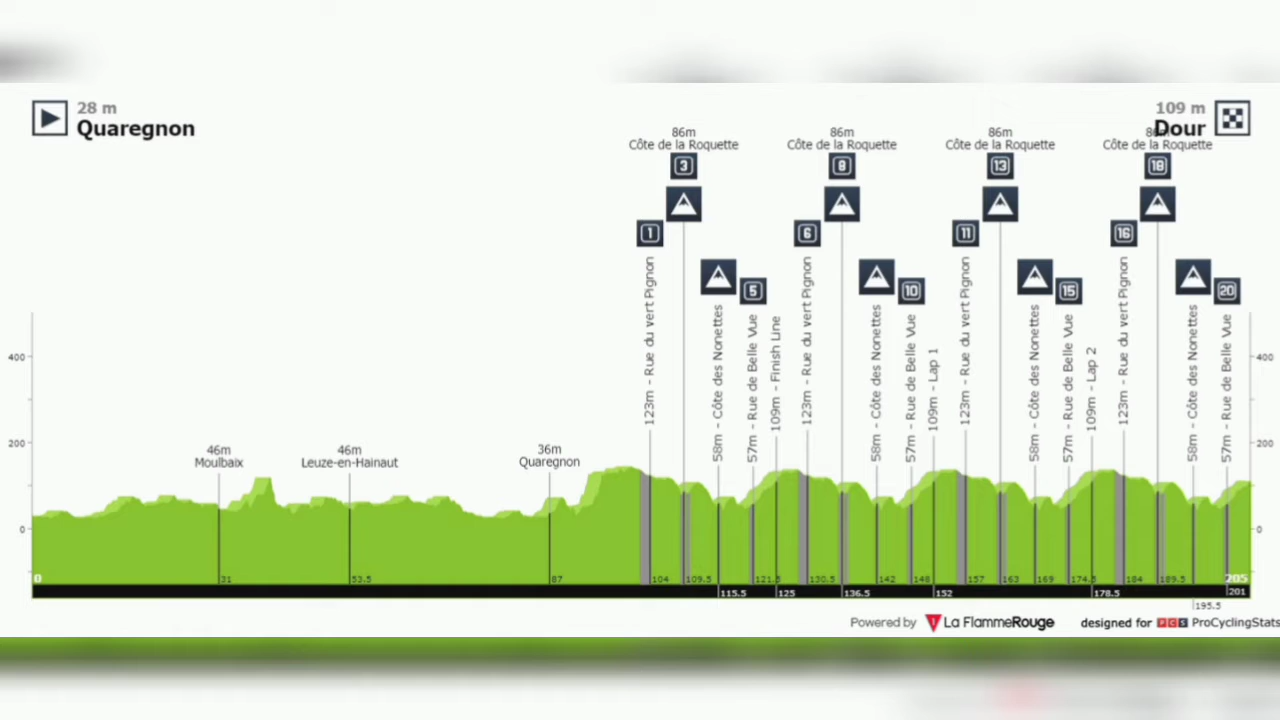 28 m
Quaregnon
109 m
Dour
86m
Côte de la Roquette
86m
Côte de la Roquette
86m
Côte de la Roquette
86m
Côte de la Roquette
3
8
13
18
1
6
11
16
5
10
15
20
123m - Rue du vert Pignon
58m - Côte des Nonettes
57m - Rue de Belle Vue
109m - Finish Line
123m - Rue du vert Pignon
58m - Côte des Nonettes
57m - Rue de Belle Vue
109m - Lap 1
123m - Rue du vert Pignon
58m - Côte des Nonettes
57m - Rue de Belle Vue
109m - Lap 2
123m - Rue du vert Pignon
58m - Côte des Nonettes
57m - Rue de Belle Vue
400
400
200
200
46m
Moulbaix
46m
Leuze-en-Hainaut
36m
Quaregnon
0
0
0 31 52.5 87 104 109.5 121.5 130.5 142 148 157 163 169 174.5 184 189.5 205
115.5 125 136.5 152 178.5 201
195.5
Powered by La FlammeRouge designed for PCS ProCyclingStats